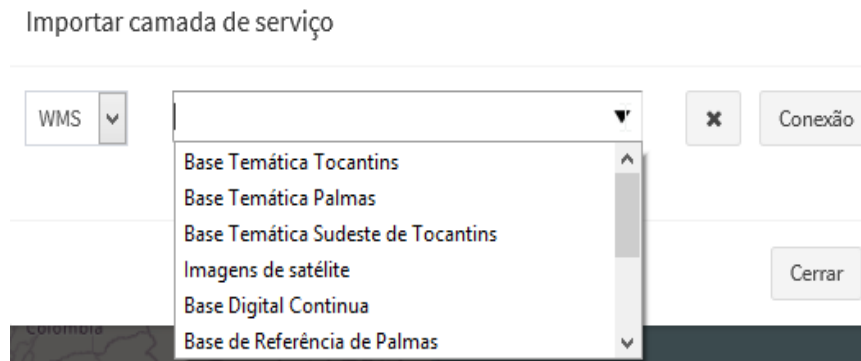 Importar camada de serviço
WMS
Conexão
Base Temática Tocantins
Base Temática Palmas
Base Temática Sudeste de Tocantins
Imagens de satélite
Base Digital Continua
Base de Referência de Palmas
Cerrar
Colombia